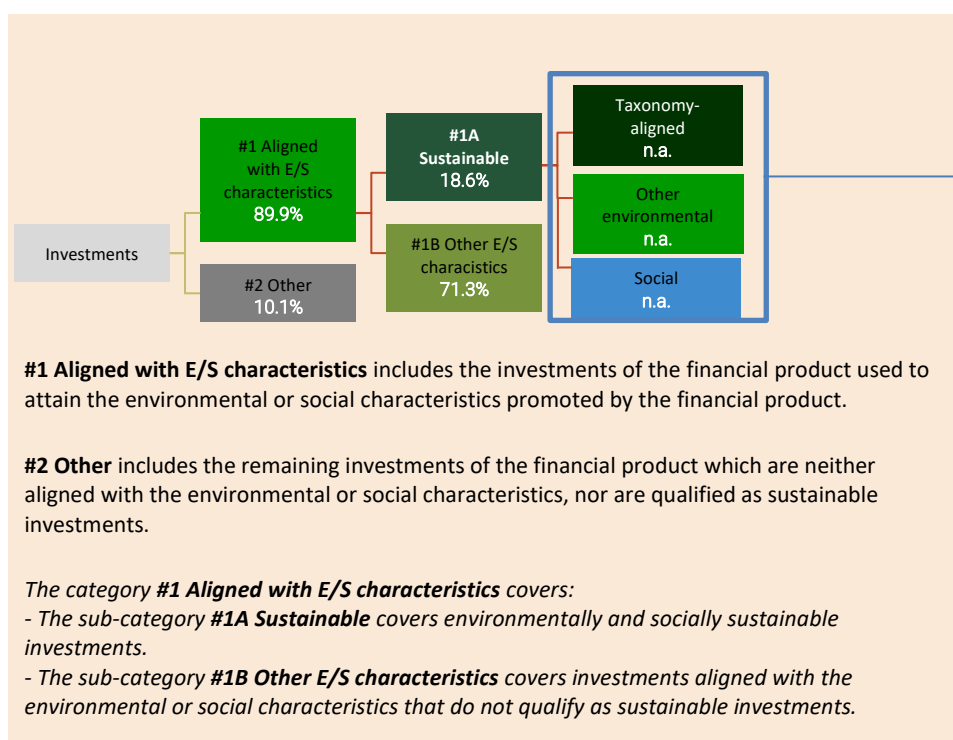 Investments
#1 Aligned
with E/S
characteristics
89.9%
#2 Other
10.1%
#1A
Sustainable
18.6%
#1B Other E/S
characistics
71.3%
Taxonomy-
aligned
n.a.
Other
environmental
n.a.
Social
n.a.
#1 Aligned with E/S characteristics includes the investments of the financial product used to
attain the environmental or social characteristics promoted by the financial product.
#2 Other includes the remaining investments of the financial product which are neither
aligned with the environmental or social characteristics, nor are qualified as sustainable
investments.
The category #1 Aligned with E/S characteristics covers:
- The sub-category #1A Sustainable covers environmentally and socially sustainable
investments.
- The sub-category #1B Other E/S characteristics covers investments aligned with the
environmental or social characteristics that do not qualify as sustainable investments.